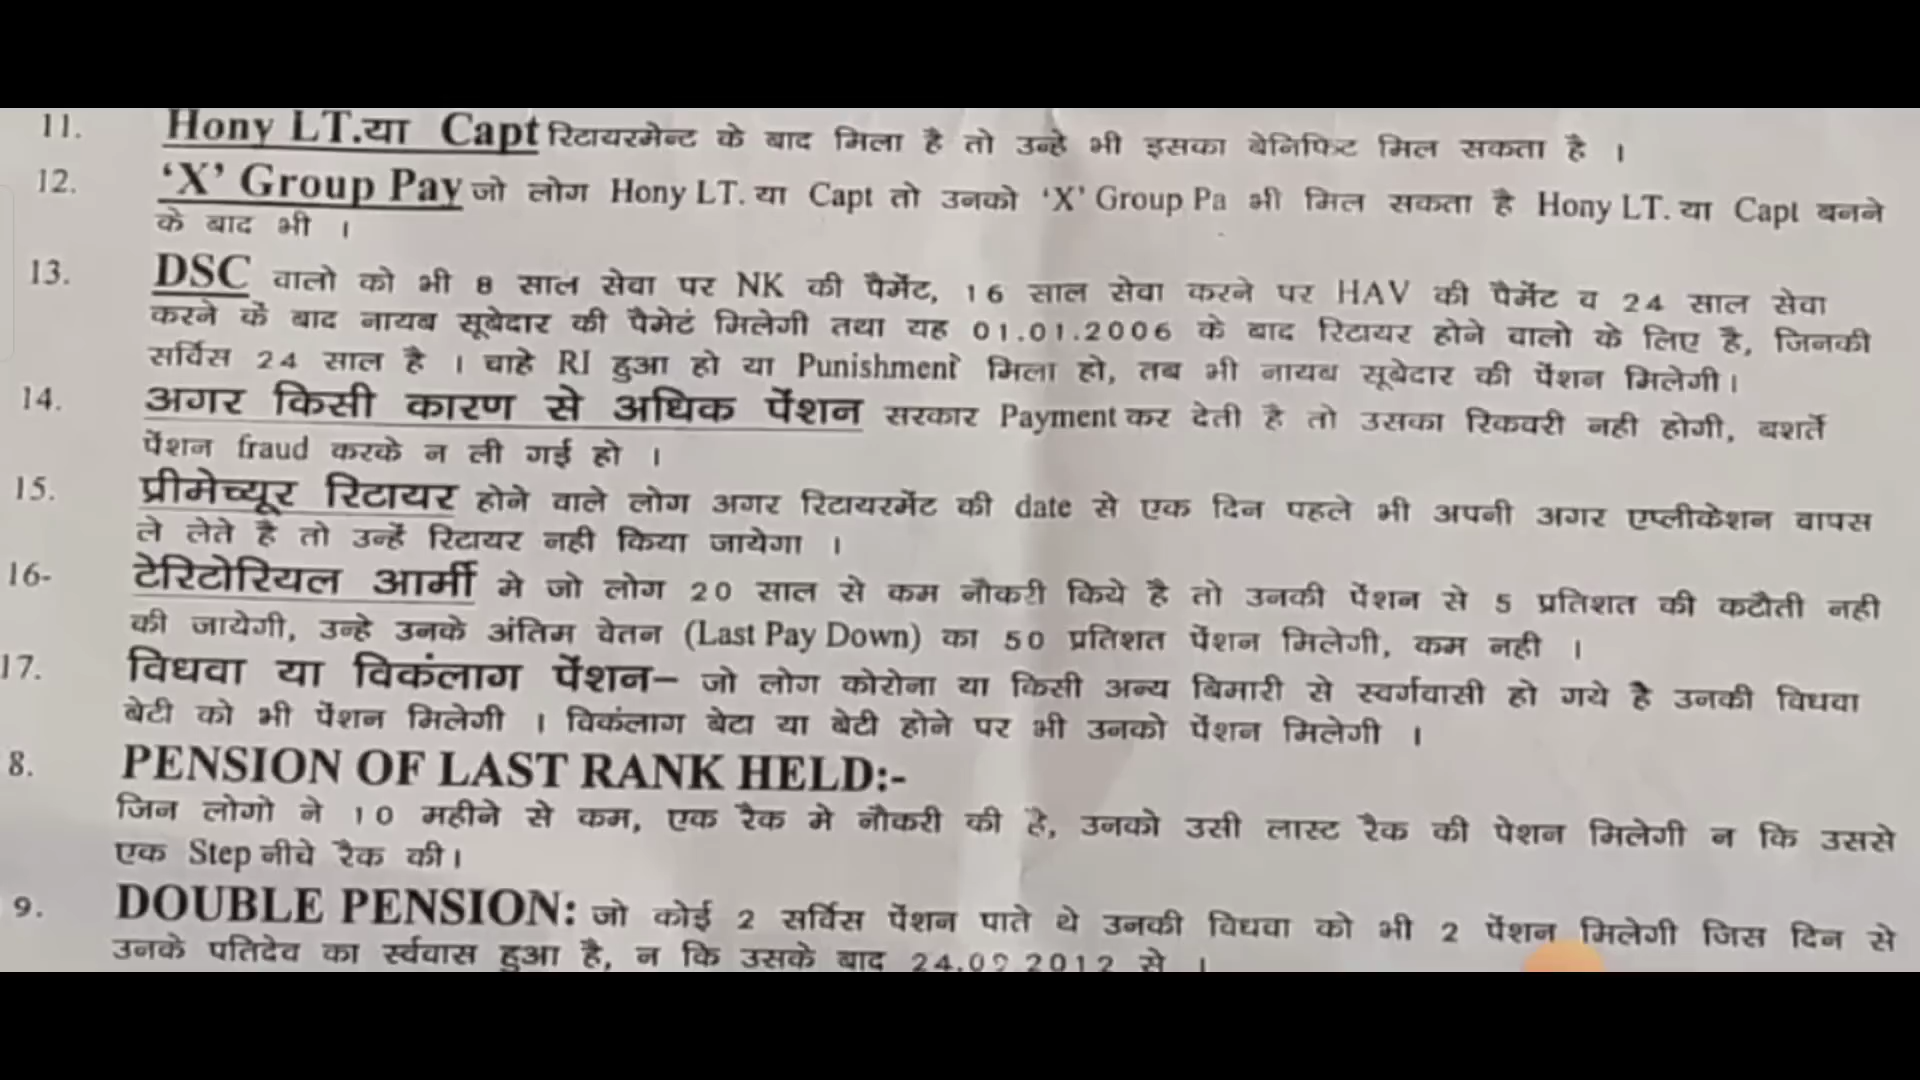 11. Hony LT.या Capt रिटायरमेन्ट के बाद मिला है तो उन्हे भी इसका बेनिफिट मिल सकता है ।
12. ‘X’ Group Pay जो लोग Hony LT. या Capt तो उनको ‘X’ Group Pa भी मिल सकता है Hony LT. या Capt बनने
के बाद भी ।
13. DSC वालो को भी 8 साल सेवा पर NK की पैर्मेट, 16 साल सेवा करने पर HAV की पैर्मेट व 24 साल सेवा
करने कें बाद नायब सूबेदार की पैमेटं मिलेगी तथा यह 01.01.2006 के बाद रिटायर होने वालो के लिए है, जिनकी
सर्विस 24 साल है । चाहे RI हुआ हो या Punishment मिला हो, तब भी नायब सूबेदार की पेंशन मिलेगी।
14. अगर किसी कारण से अधिक पेंशन सरकार Payment कर देती है तो उसका रिकवरी नही होगी, बशर्ते
पेंशन fraud करके न ली गई हो ।
15. प्रीमेच्यूर रिटायर होने वाले लोग अगर रिटायरमेंट की date से एक दिन पहले भी अपनी अगर एप्लीकेशन वापस
ले लेते है तो उन्हें रिटायर नही किया जायेगा ।
16- टेरिटोरियल आर्मी मे जो लोग 20 साल से कम नौकरी किये है तो उनकी पेंशन से 5 प्रतिशत की कटौती नही
की जायेगी, उन्हे उनके अंतिम वेतन (Last Pay Down) का 50 प्रतिशत पेंशन मिलेगी, कम नही ।
17. विधवा या विकंलाग पेंशन– जो लोग कोरोना या किसी अन्य बिमारी से स्वर्गवासी हो गये है उनकी विधवा
बेटी को भी पेंशन मिलेगी । विकंलाग बेटा या बेटी होने पर भी उनको पेंशन मिलेगी ।
8. PENSION OF LAST RANK HELD:-
जिन लोगो ने 10 महीने से कम, एक रैक मे नौकरी की है, उनको उसी लास्ट रैक की पेशन मिलेगी न कि उससे
एक Step नीचे रैक की।
9. DOUBLE PENSION: जो कोई 2 सर्विस पेंशन पाते थे उनकी विधवा को भी 2 पेंशन मिलेगी जिस दिन से
उनके पतिदेव का र्स्ववास हुआ है, न कि उसके बाद 24.09.2012 से ।